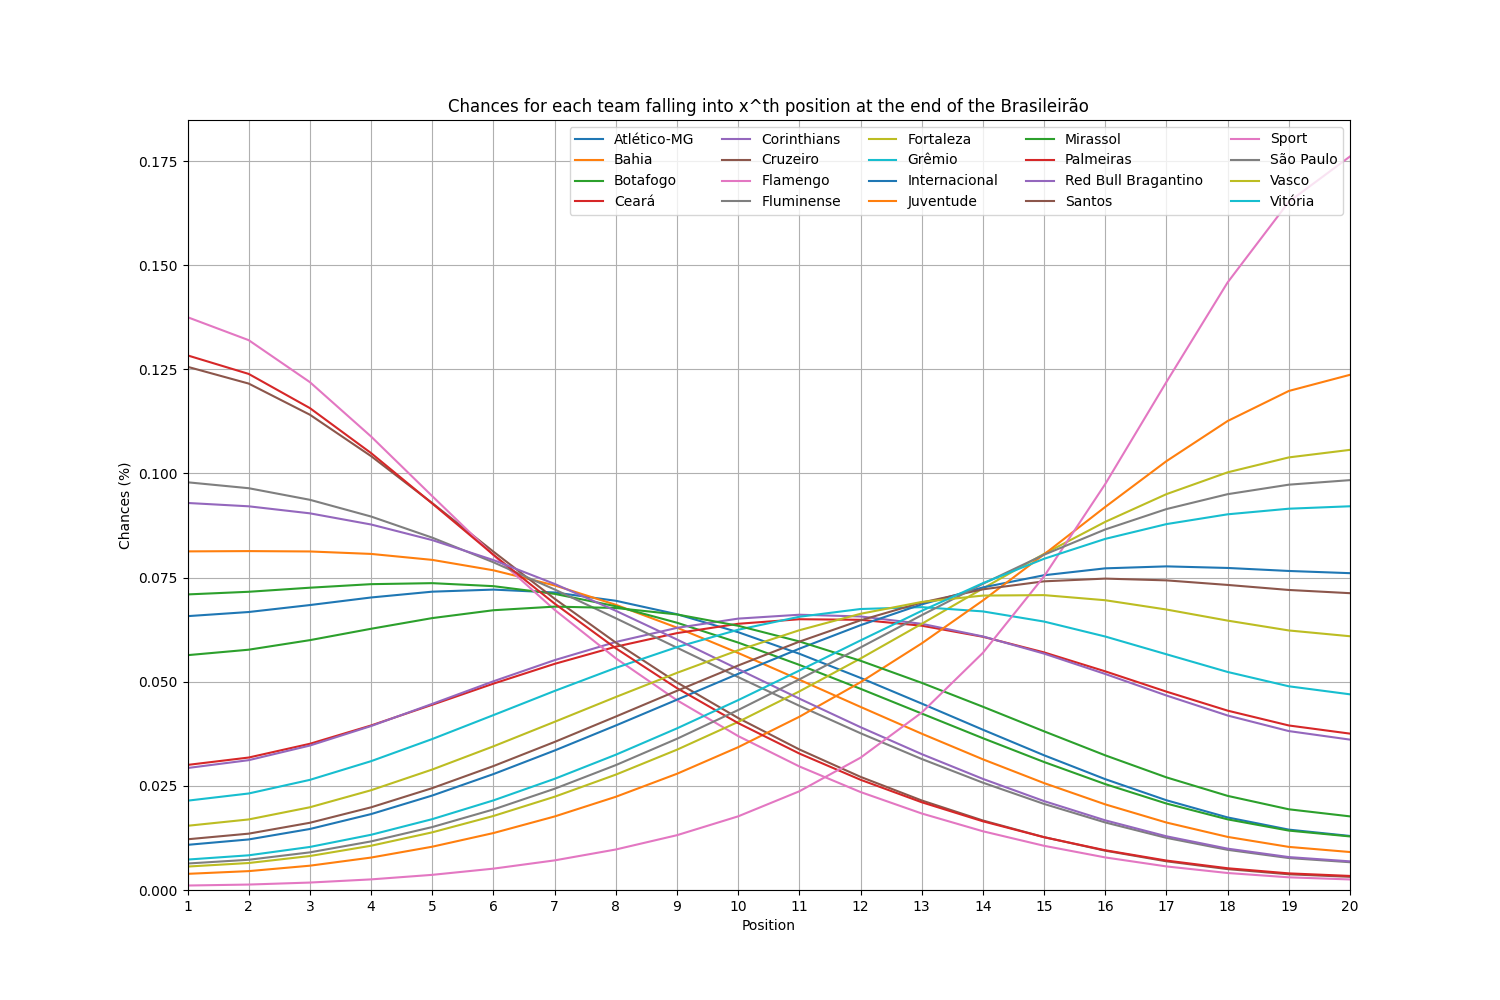 Chances for each team falling into x^th position at the end of the Brasileirão
Atlético-MG
Bahia
Botafogo
Ceará
Corinthians
Cruzeiro
Flamengo
Fluminense
Fortaleza
Grêmio
Internacional
Juventude
Mirassol
Palmeiras
Red Bull Bragantino
Santos
Sport
São Paulo
Vasco
Vitória
Chances (%)
0.175
0.150
0.125
0.100
0.075
0.050
0.025
0.000
1 2 3 4 5 6 7 8 9 10 11 12 13 14 15 16 17 18 19 20
Position